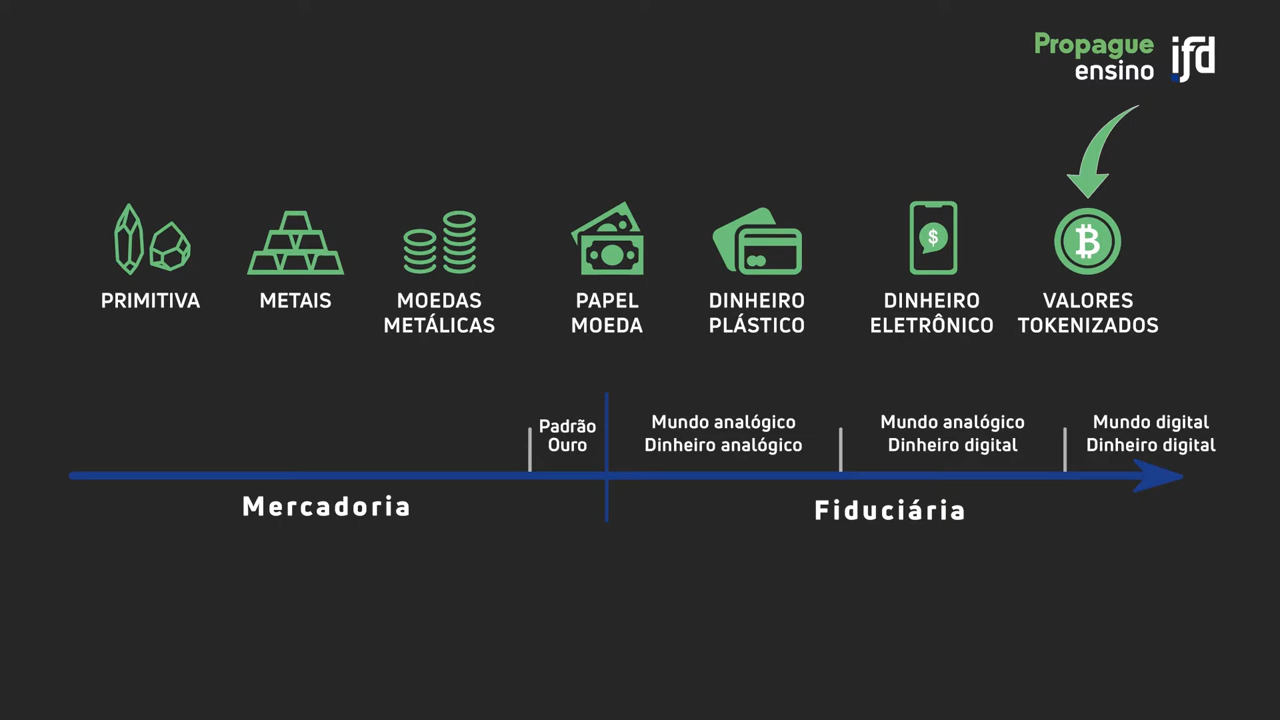 Propague
ensino
ifd
PRIMITIVA
METAIS
MOEDAS
METÁLICAS
PAPEL
MOEDA
DINHEIRO
PLÁSTICO
DINHEIRO
ELETRÔNICO
VALORES
TOKENIZADOS
Padrão
Ouro
Mundo analógico
Dinheiro analógico
Mundo analógico
Dinheiro digital
Mundo digital
Dinheiro digital
Mercadoria
Fiduciária